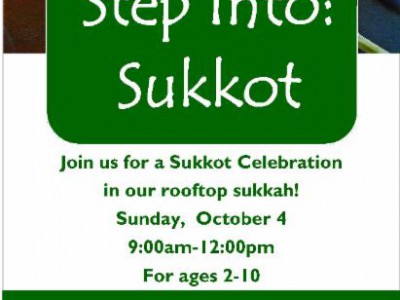 Step Into:
Sukkot
Join us for a Sukkot Celebration
in our rooftop sukkah!
Sunday, October 4
9:00am-12:00pm
For ages 2-10